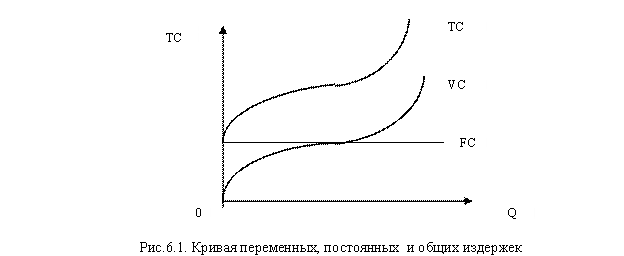 TC
TC
VC
FC
0
Q
Рис.6.1. Кривая переменных, постоянных и общих издержек